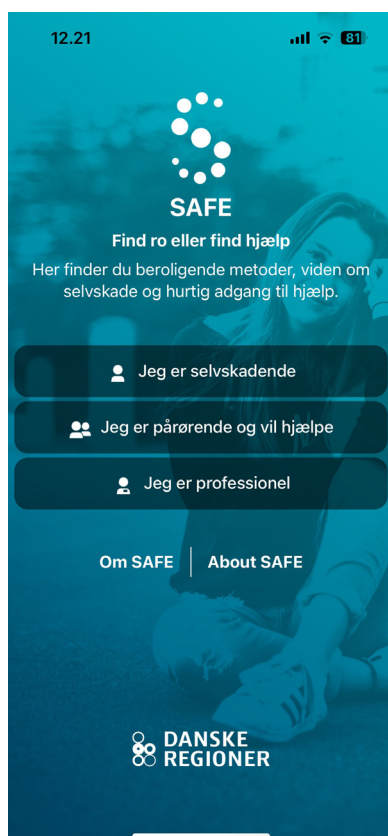 12.21
81
SAFE
Find ro eller find hjælp
Her finder du beroligende metoder, viden om
selvskade og hurtig adgang til hjælp.
Jeg er selvskadende
Jeg er pårørende og vil hjælpe
Jeg er professionel
Om SAFE | About SAFE
DANSKE
REGIONER